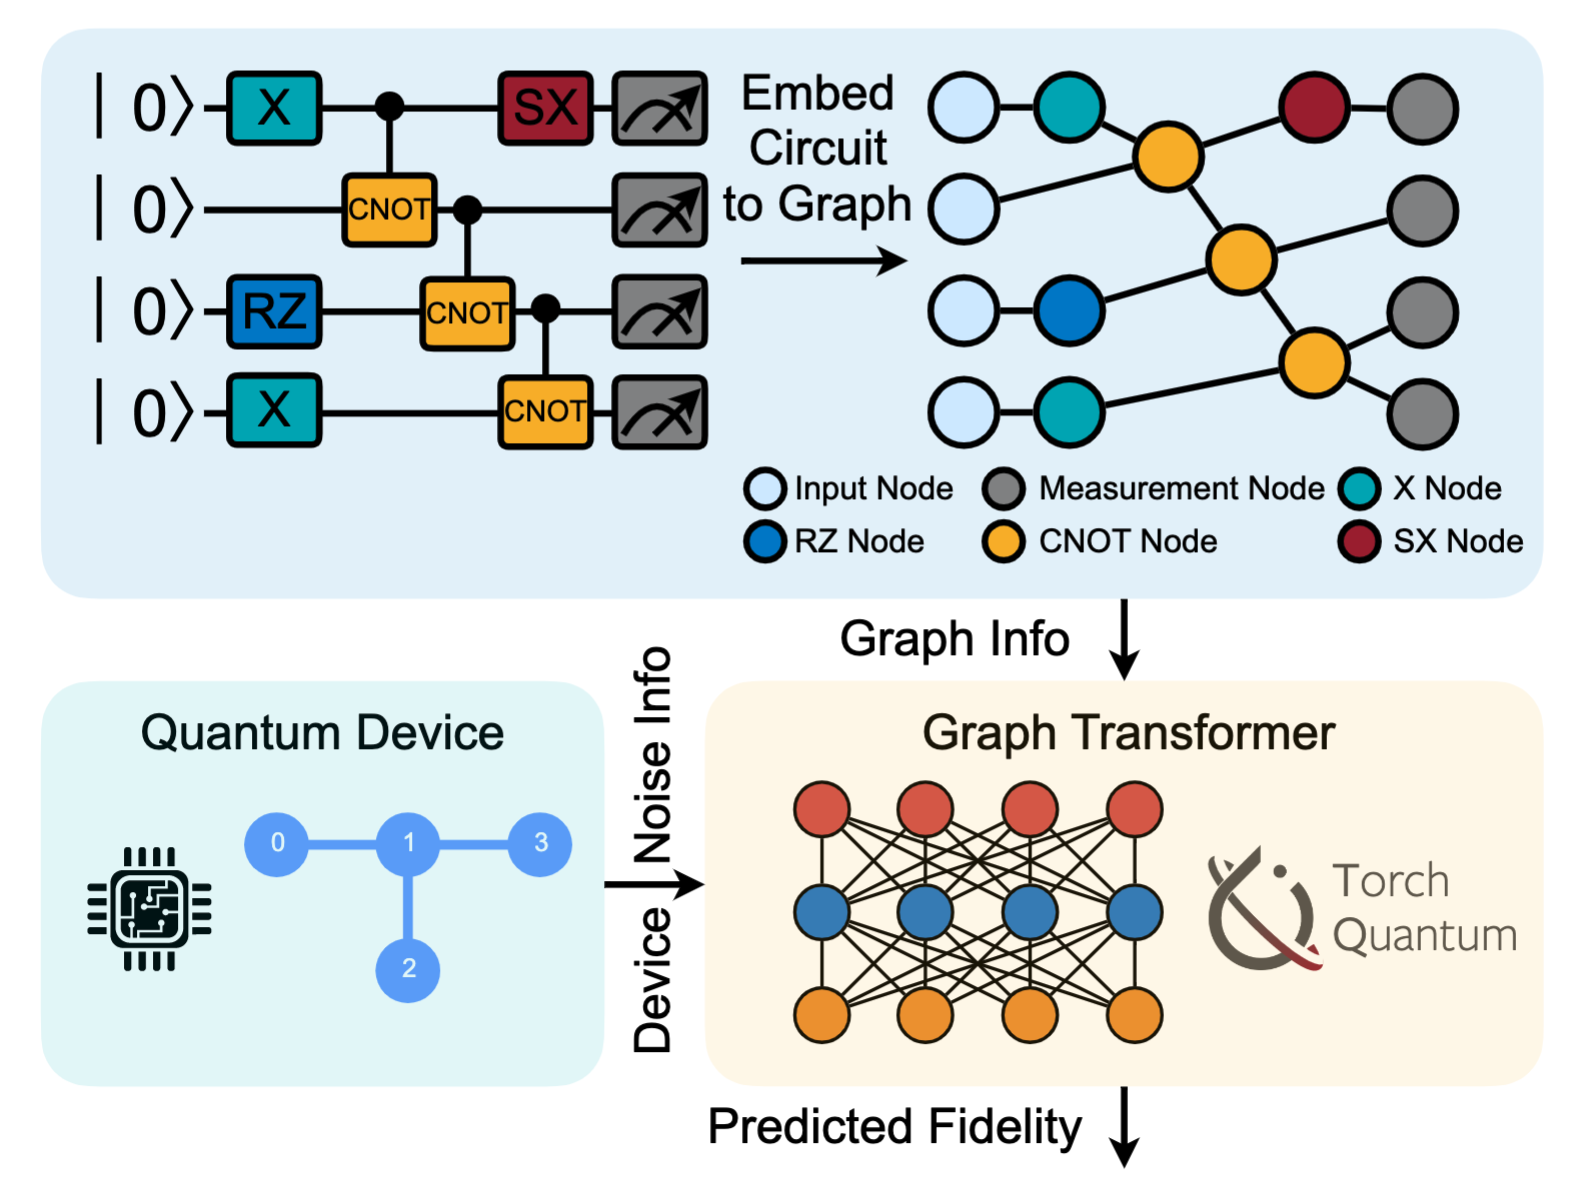 | 0⟩ X SX
Embed
Circuit
to Graph
| 0⟩ CNOT
| 0⟩ RZ CNOT
| 0⟩ X CNOT
Input Node Measurement Node X Node
RZ Node CNOT Node SX Node
Graph Info
Quantum Device
0 1 3
2
Device Noise Info
Graph Transformer
Torch
Quantum
Predicted Fidelity